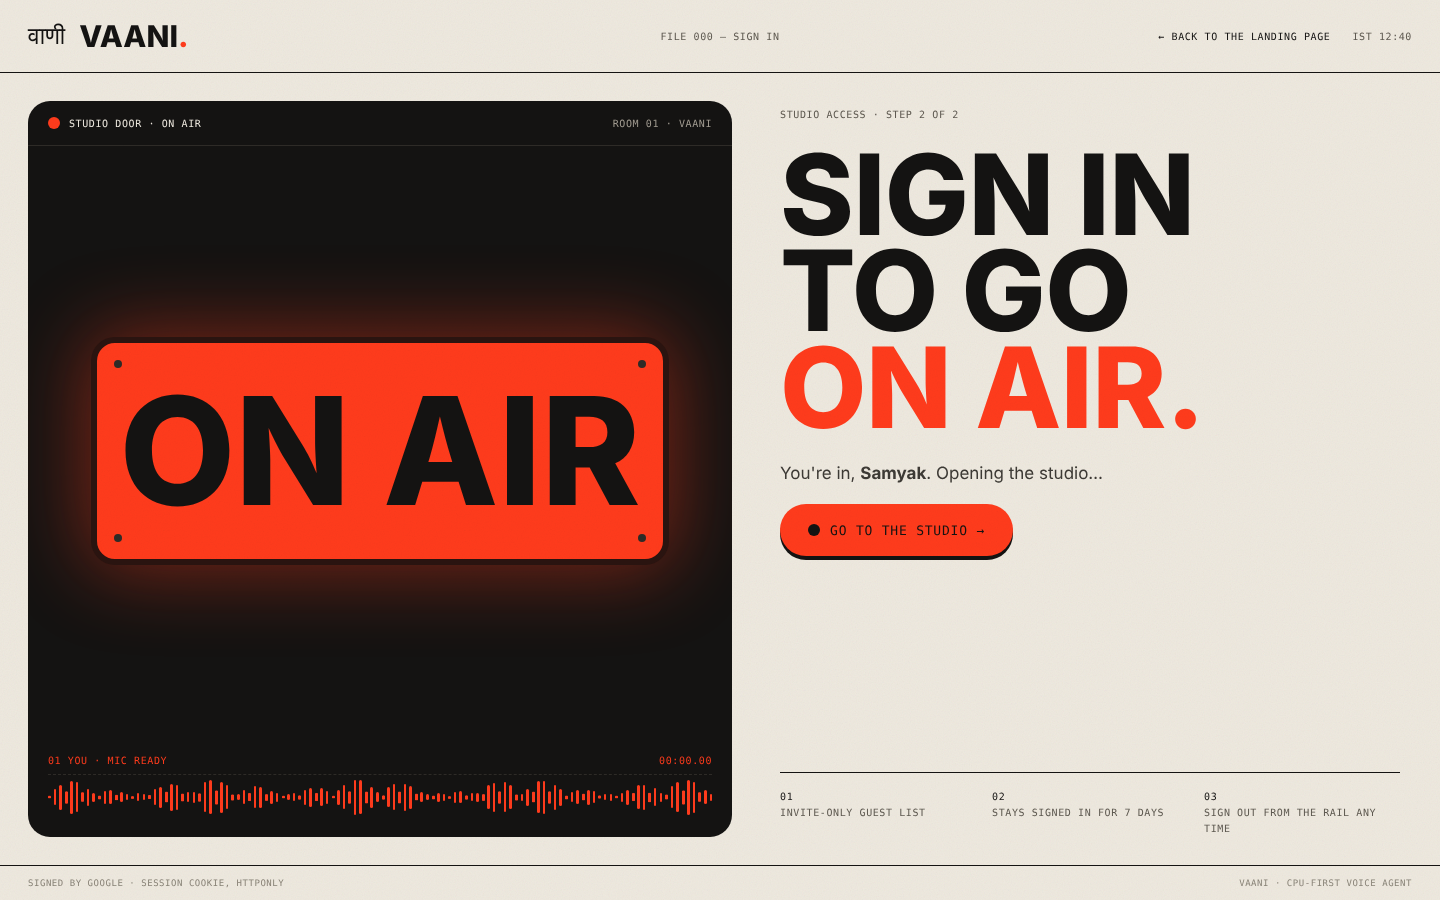 वाणी VAANI.
FILE 000 — SIGN IN
← BACK TO THE LANDING PAGE
IST 12:40
STUDIO DOOR · ON AIR
ROOM 01 · VAANI
ON AIR
01 YOU · MIC READY
00:00.00
STUDIO ACCESS · STEP 2 OF 2
SIGN IN
TO GO
ON AIR.
You're in, Samyak. Opening the studio...
GO TO THE STUDIO →
01
INVITE-ONLY GUEST LIST
02
STAYS SIGNED IN FOR 7 DAYS
03
SIGN OUT FROM THE RAIL ANY
TIME
SIGNED BY GOOGLE · SESSION COOKIE, HTTPONLY
VAANI · CPU-FIRST VOICE AGENT